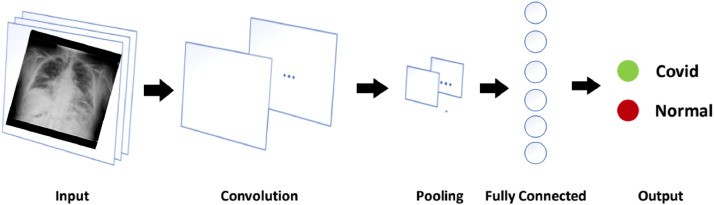 Covid
Normal
Input
Convolution
Pooling
Fully Connected
Output